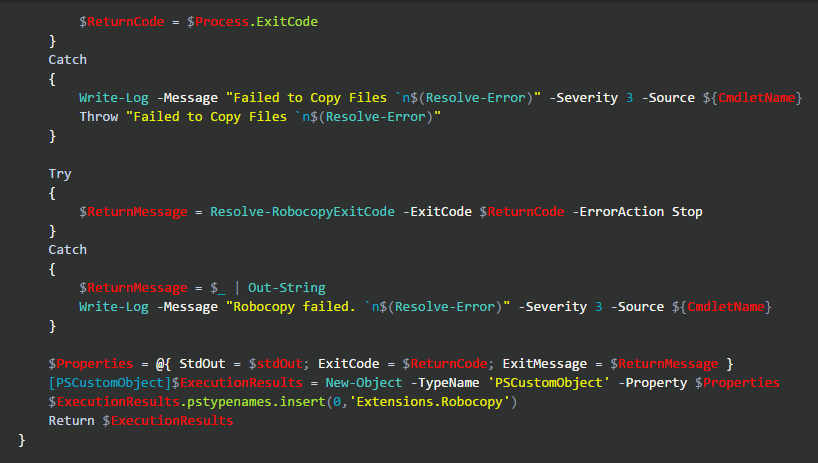 $ReturnCode = $Process.ExitCode
    }
    Catch
    {
        Write-Log -Message "Failed to Copy Files `n$(Resolve-Error)" -Severity 3 -Source ${CmdletName}
        Throw "Failed to Copy Files `n$(Resolve-Error)"
    }

    Try
    {
        $ReturnMessage = Resolve-RobocopyExitCode -ExitCode $ReturnCode -ErrorAction Stop
    }
    Catch
    {
        $ReturnMessage = $_ | Out-String
        Write-Log -Message "Robocopy failed. `n$(Resolve-Error)" -Severity 3 -Source ${CmdletName}
    }

    $Properties = @{ StdOut = $stdOut; ExitCode = $ReturnCode; ExitMessage = $ReturnMessage }
    [PSCustomObject]$ExecutionResults = New-Object -TypeName 'PSCustomObject' -Property $Properties
    $ExecutionResults.pstypenames.insert(0,'Extensions.Robocopy')
    Return $ExecutionResults
}